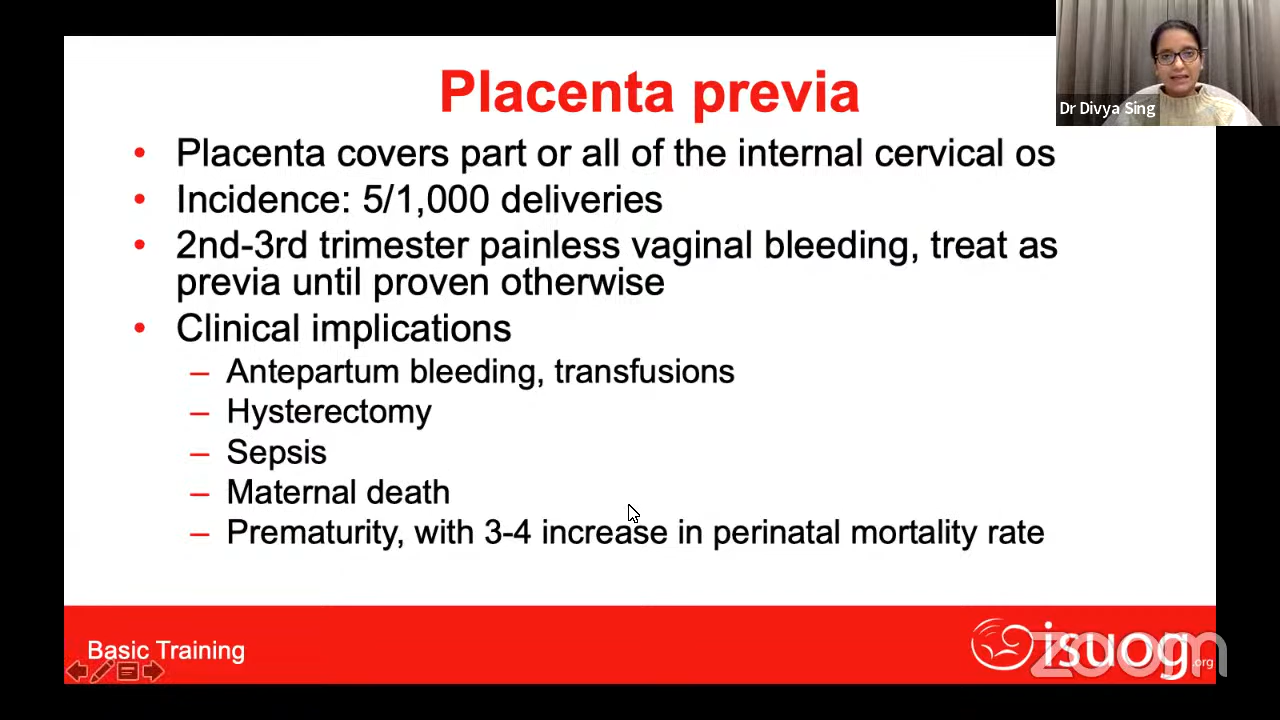 Placenta previa
Dr Divya Sing
• Placenta covers part or all of the internal cervical os
• Incidence: 5/1,000 deliveries
• 2nd-3rd trimester painless vaginal bleeding, treat as
previa until proven otherwise
• Clinical implications
– Antepartum bleeding, transfusions
– Hysterectomy
– Sepsis
– Maternal death
– Prematurity, with 3-4 increase in perinatal mortality rate
Basic Training
isuog.org
zoom